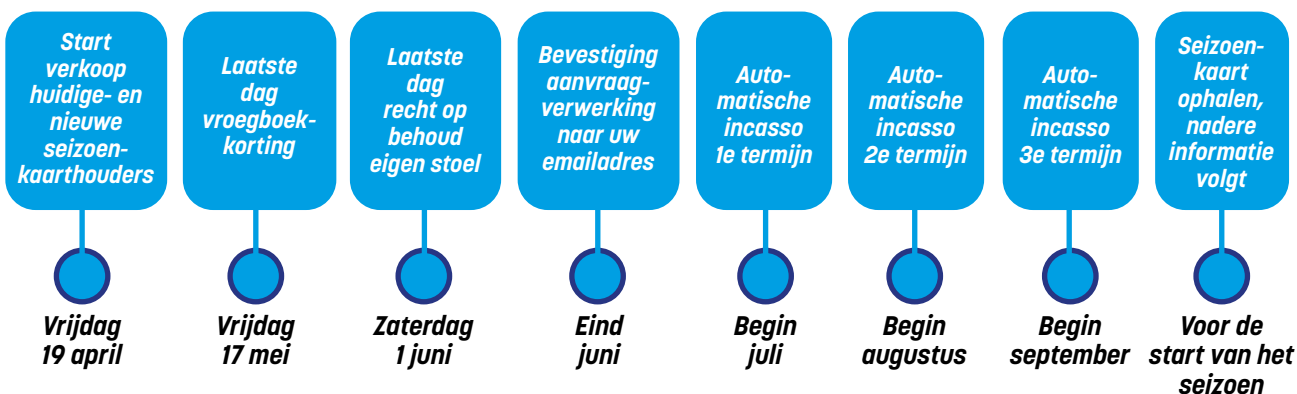 Start
verkoop
huidige- en
nieuwe
seizoen-
kaarthouders
Laatste
dag
vroegboek-
korting
Laatste
dag
recht op
behoud
eigen stoel
Bevestiging
aanvraag-
verwerking
naar uw
emailadres
Auto-
matische
incasso
1e termijn
Auto-
matische
incasso
2e termijn
Auto-
matische
incasso
3e termijn
Seizoen-
kaart
ophalen,
nadere
informatie
volgt
Vrijdag
19 april
Vrijdag
17 mei
Zaterdag
1 juni
Eind
juni
Begin
juli
Begin
augustus
Begin
september
Voor de
start van het
seizoen